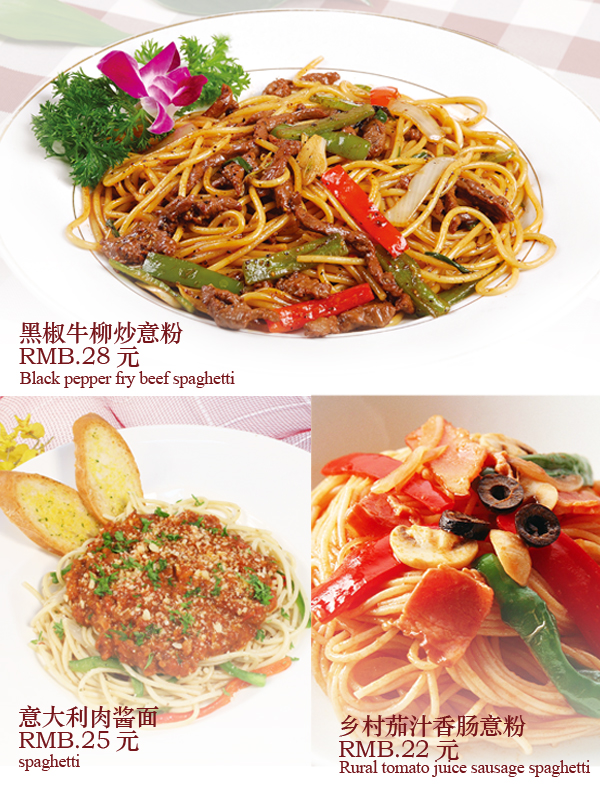 黑椒牛柳炒意粉
RMB.28 元
Black pepper fry beef spaghetti
意大利肉酱面
RMB.25 元
spaghetti
乡村茄汁香肠意粉
RMB.22 元
Rural tomato juice sausage spaghetti